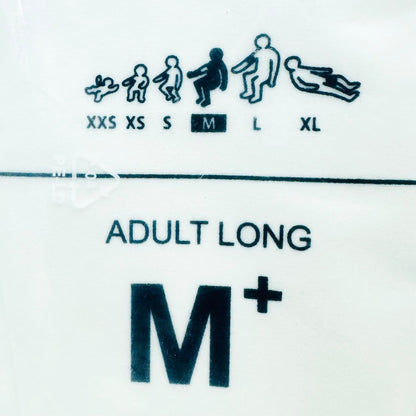 XXS XS S M L XL
ADULT LONG
M+